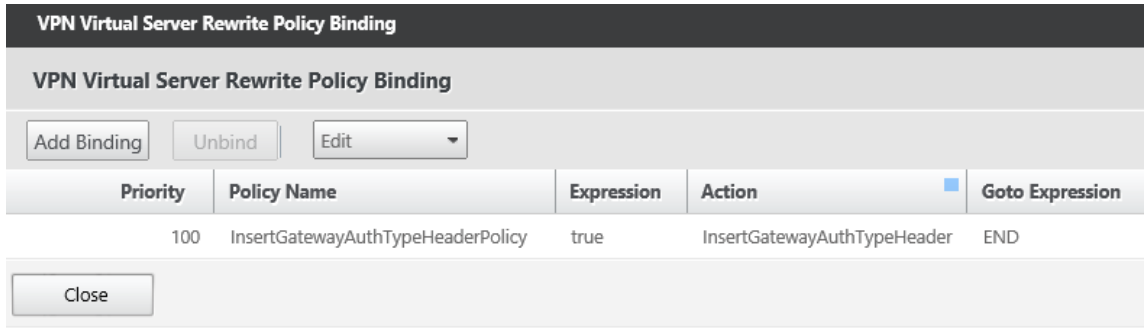 VPN Virtual Server Rewrite Policy Binding
VPN Virtual Server Rewrite Policy Binding
Add Binding Unbind Edit
Priority Policy Name Expression Action Goto Expression
100 InsertGatewayAuthTypeHeaderPolicy true InsertGatewayAuthTypeHeader END
Close